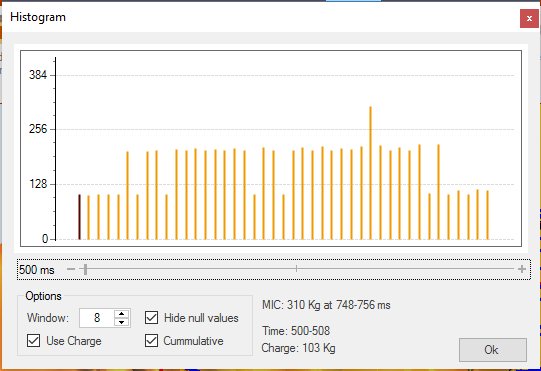 Histogram
x
384
256
128
0
500 ms
Options
Window: 8
Hide null values
Use Charge
Cummulative
MIC: 310 Kg at 748-756 ms
Time: 500-508
Charge: 103 Kg
Ok